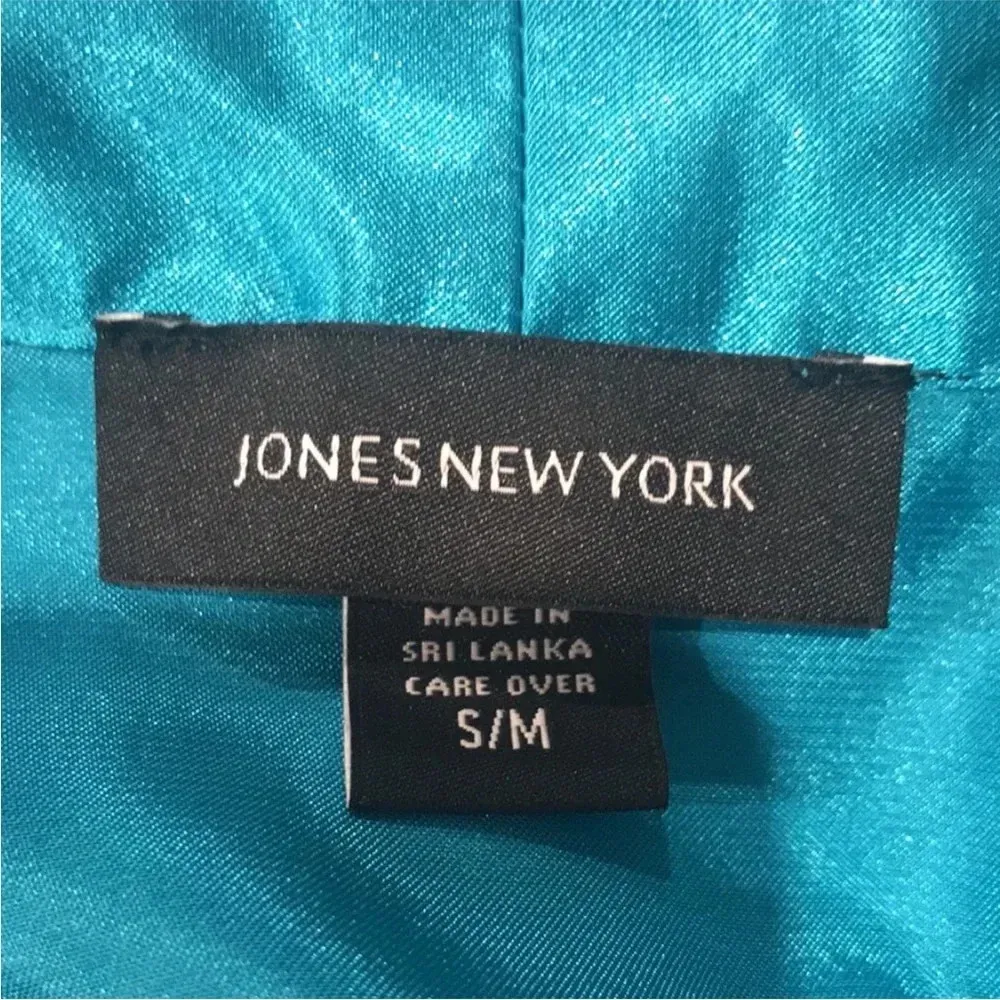 JONES NEW YORK
MADE IN
SRI LANKA
CARE OVER
S/M